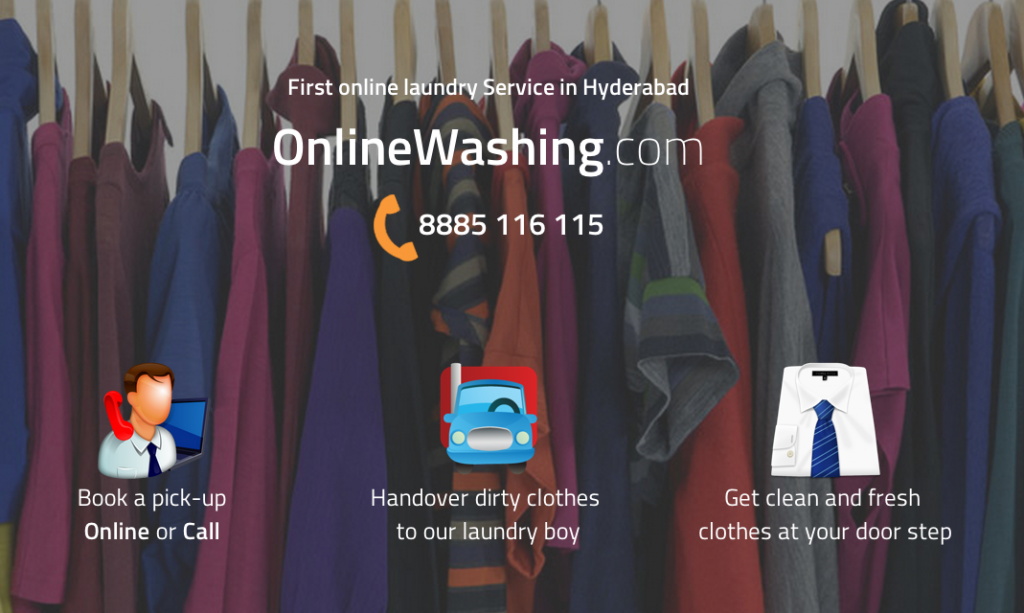 First online laundry Service in Hyderabad
OnlineWashing.com
8885 116 115
Book a pick-up
Online or Call
Handover dirty clothes
to our laundry boy
Get clean and fresh
clothes at your door step